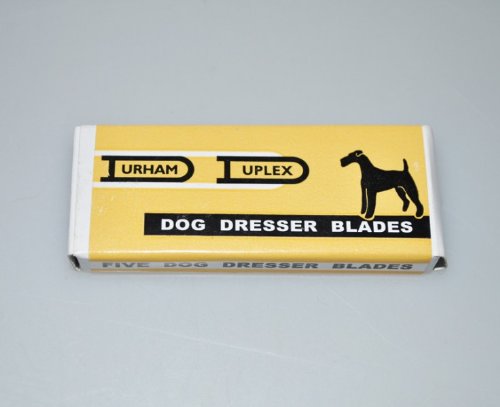 DURHAM DUPLEX
DOG DRESSER BLADES
FIVE DOG DRESSER BLADES